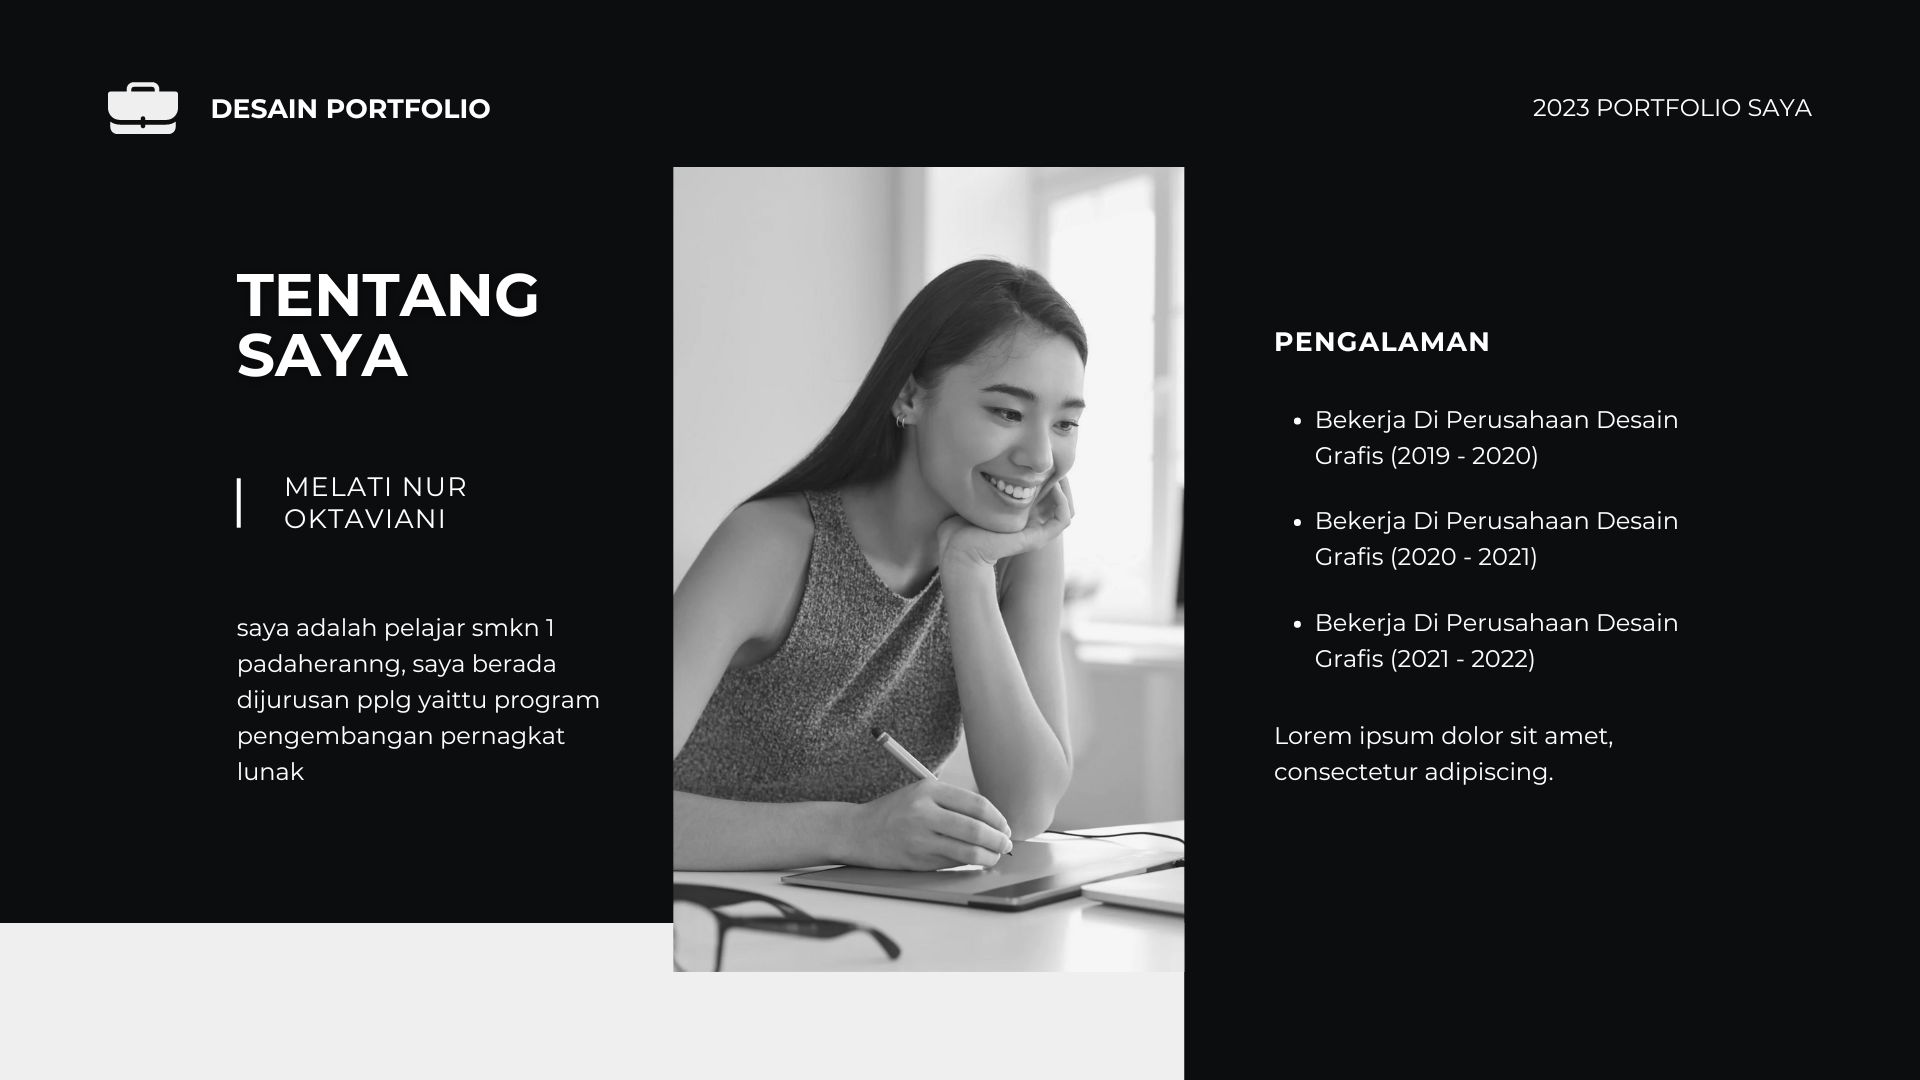 DESAIN PORTFOLIO
2023 PORTFOLIO SAYA
TENTANG
SAYA
MELATI NUR
OKTAVIANI
saya adalah pelajar smkn 1
padaheranng, saya berada
dijurusan pplg yaittu program
pengembangan pernagkat
lunak
PENGALAMAN
• Bekerja Di Perusahaan Desain
Grafis (2019 - 2020)
• Bekerja Di Perusahaan Desain
Grafis (2020 - 2021)
• Bekerja Di Perusahaan Desain
Grafis (2021 - 2022)
Lorem ipsum dolor sit amet,
consectetur adipiscing.